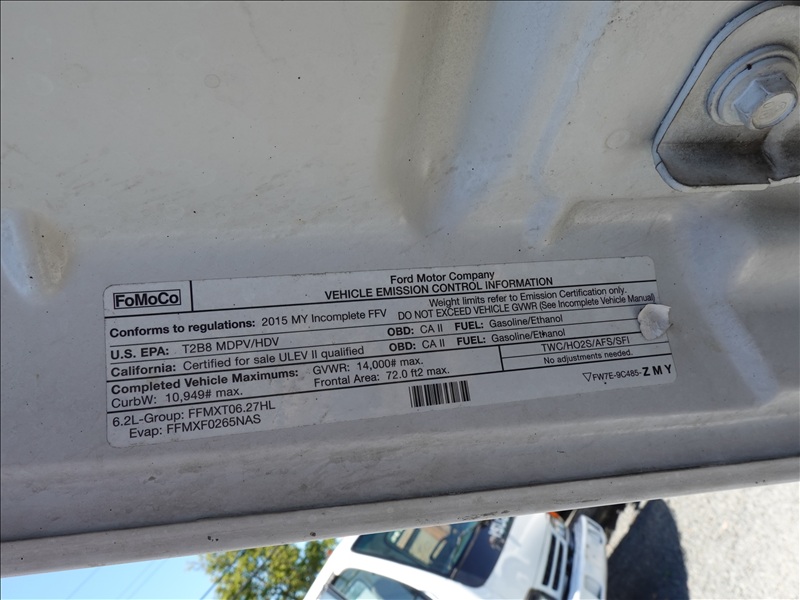 FoMoCo
Ford Motor Company
VEHICLE EMISSION CONTROL INFORMATION
Conforms to regulations: 2015 MY Incomplete FFV
Weight limits refer to Emission Certification only.
DO NOT EXCEED VEHICLE GVWR (See Incomplete Vehicle Manual)
U.S. EPA: T2B8 MDPV/HDV OBD: CA II FUEL: Gasoline/Ethanol
California: Certified for sale ULEV II qualified OBD: CA II FUEL: Gasoline/Ethanol
Completed Vehicle Maximums: GVWR: 14,000# max.
CurbW: 10,949# max. Frontal Area: 72.0 ft2 max.
TWC/HO2S/AFS/SFI
No adjustments needed.
6.2L-Group: FFMXT06.27HL
Evap: FFMXF0265NAS
FW7E-9C485-ZMY